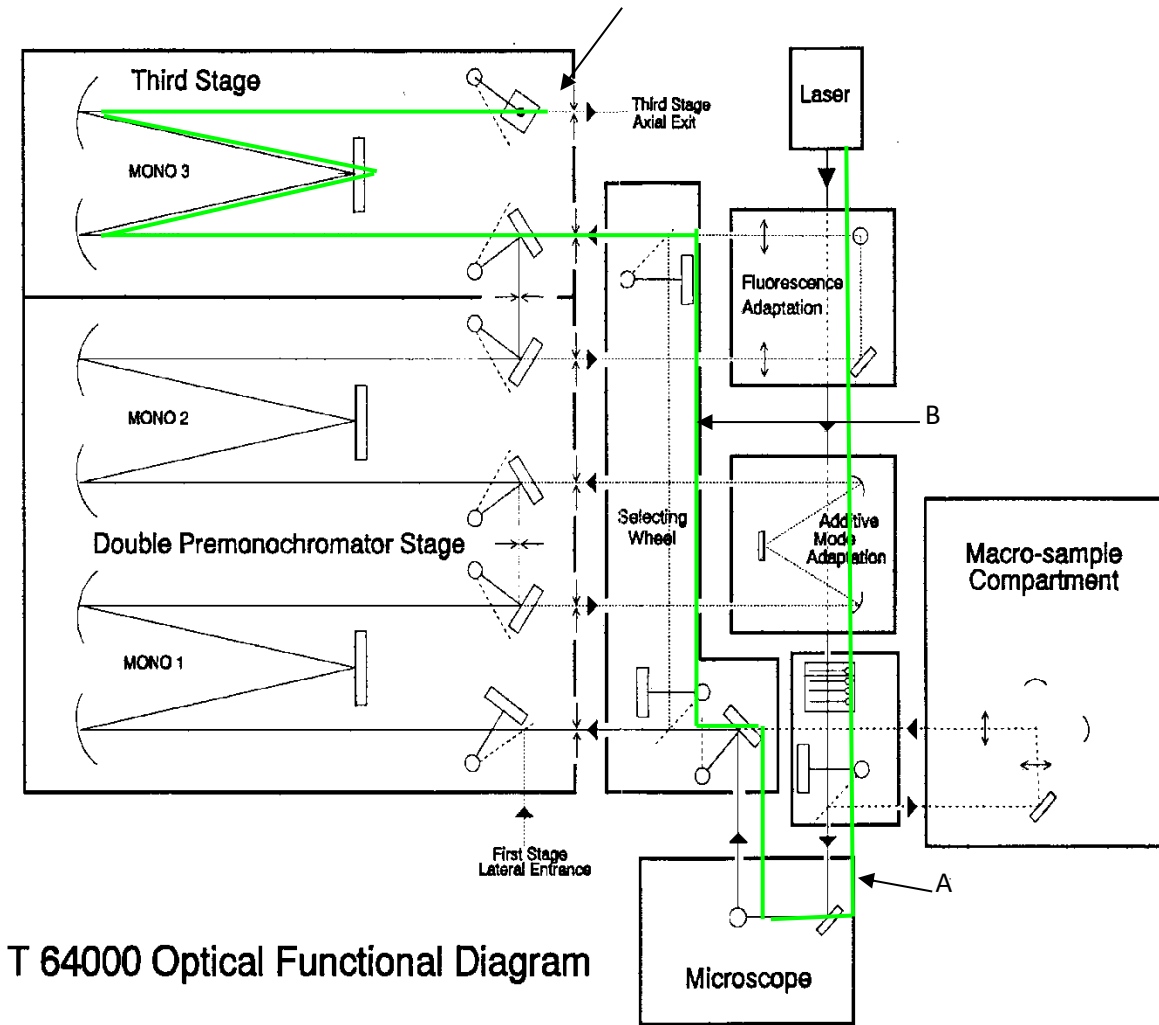 Third Stage
MONO 3
Third Stage
Axial Exit
Laser
Fluorescence
Adaptation
MONO 2
B
Selecting
Wheel
Additive
Mode
Adaptation
Double Premonochromator Stage
Macro-sample
Compartment
MONO 1
First Stage
Lateral Entrance
A
T 64000 Optical Functional Diagram
Microscope